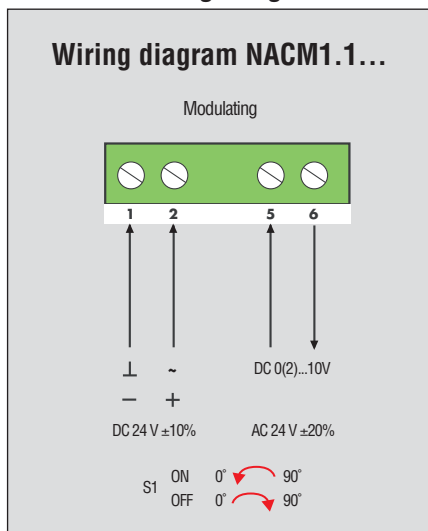 Wiring diagram NACM1.1...
Modulating
1 2 5 6
⊥ ~ DC 0(2)...10V
− +
DC 24 V ±10% AC 24 V ±20%
S1 ON 0° 90°
OFF 0° 90°